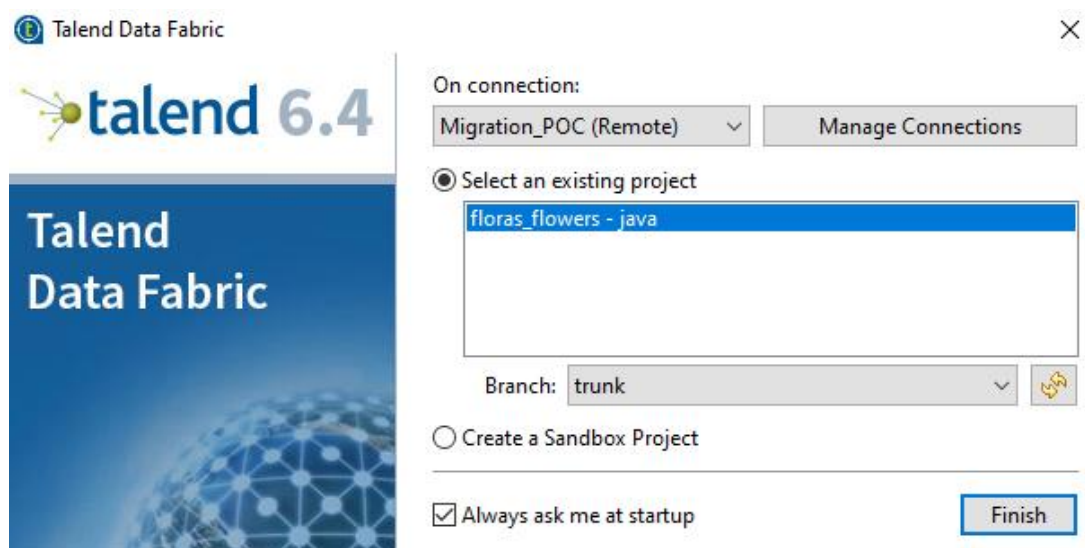 Talend Data Fabric
talend 6.4
Talend
Data Fabric
On connection:
Migration_POC (Remote)
Manage Connections
Select an existing project
floras_flowers - java
Branch: trunk
Create a Sandbox Project
Always ask me at startup
Finish